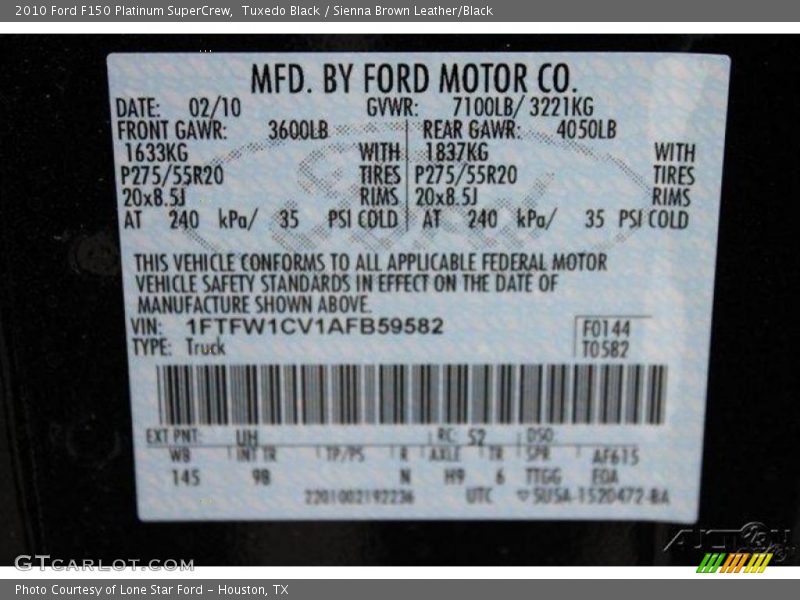 2010 Ford F150 Platinum SuperCrew,  Tuxedo Black / Sienna Brown Leather/Black
MFD. BY FORD MOTOR CO.
DATE: 02/10 GVWR: 7100LB/ 3221KG
FRONT GAWR: 3600LB REAR GAWR: 4050LB
1633KG WITH 1837KG WITH
P275/55R20 TIRES P275/55R20 TIRES
20x8.5J RIMS 20x8.5J RIMS
AT 240 kPa/ 35 PSI COLD AT 240 kPa/ 35 PSI COLD
THIS VEHICLE CONFORMS TO ALL APPLICABLE FEDERAL MOTOR
VEHICLE SAFETY STANDARDS IN EFFECT ON THE DATE OF
MANUFACTURE SHOWN ABOVE.
VIN: 1FTFW1CV1AFB59582 F0144
TYPE: Truck T0582
EXT PNT: UH RC: 52 DSO:
WB INT TR TP/PS R AXLE TR SPR AF615
145 9B N H9 6 TTGG EOA
2201002192236 UTC 5U5A-1520472-BA
GTCARLOT.COM
Photo Courtesy of Lone Star Ford - Houston, TX